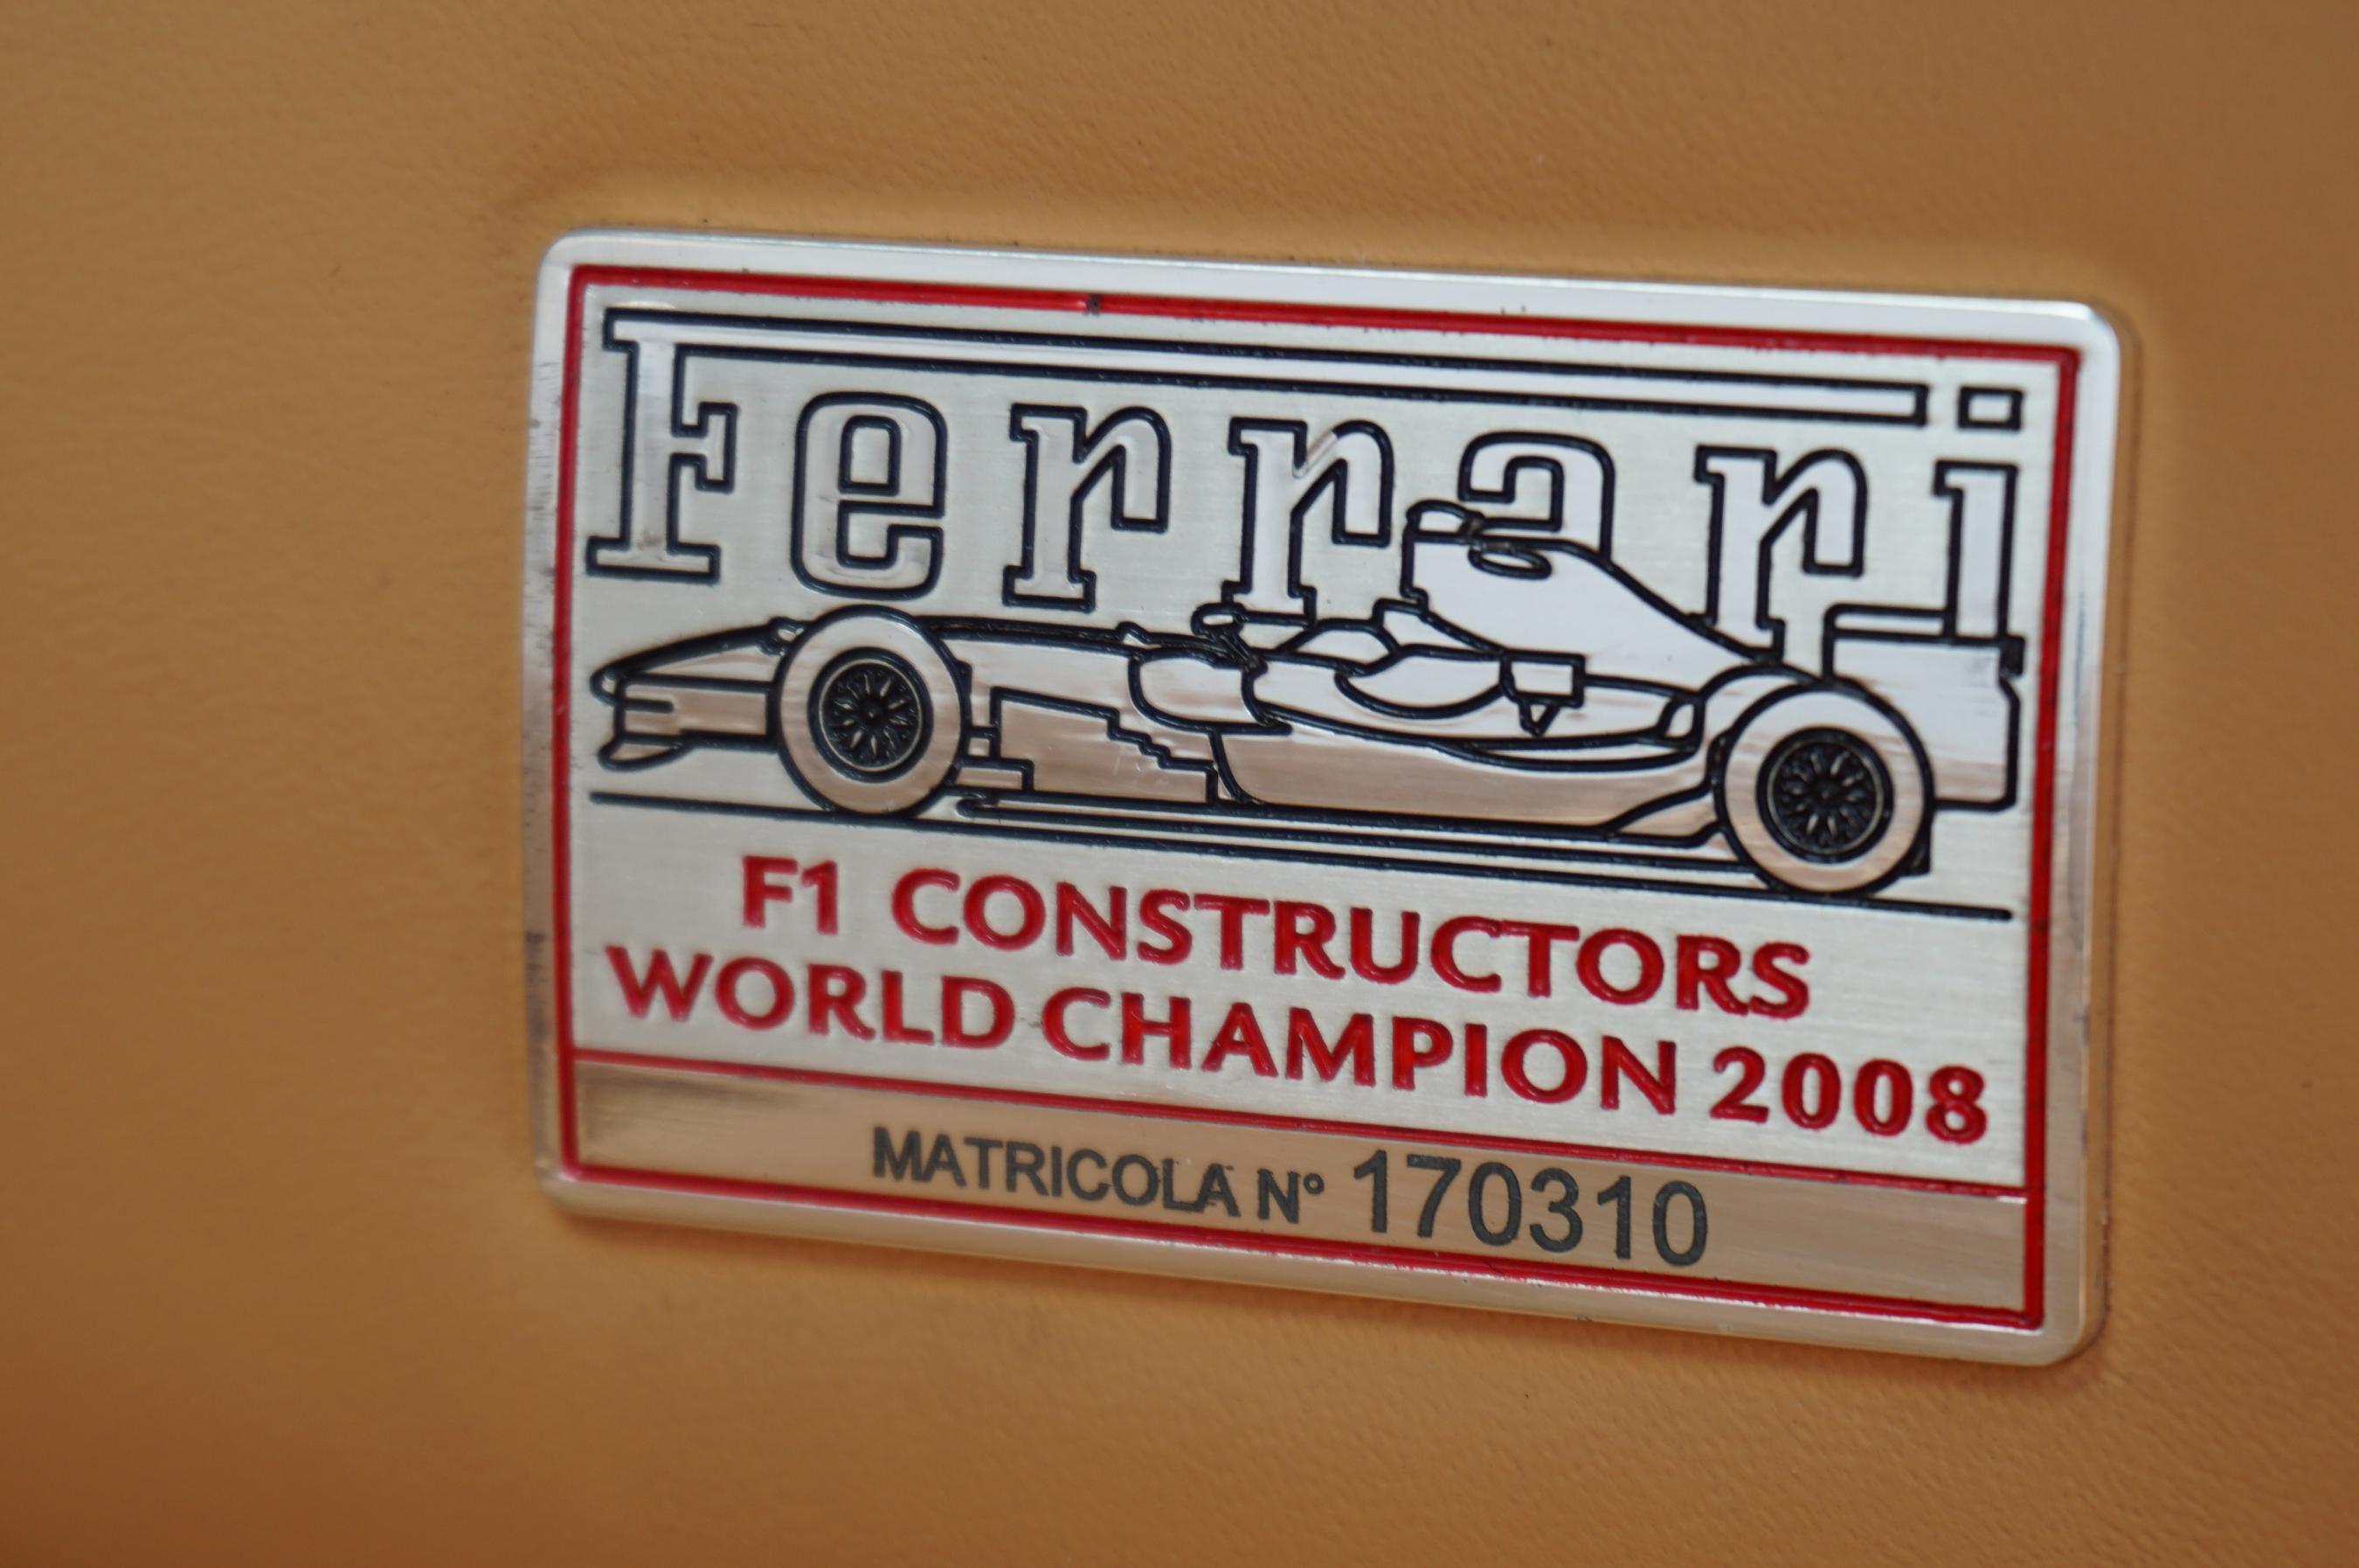 Ferrari
F1 CONSTRUCTORS
WORLD CHAMPION 2008
MATRICOLA N° 170310